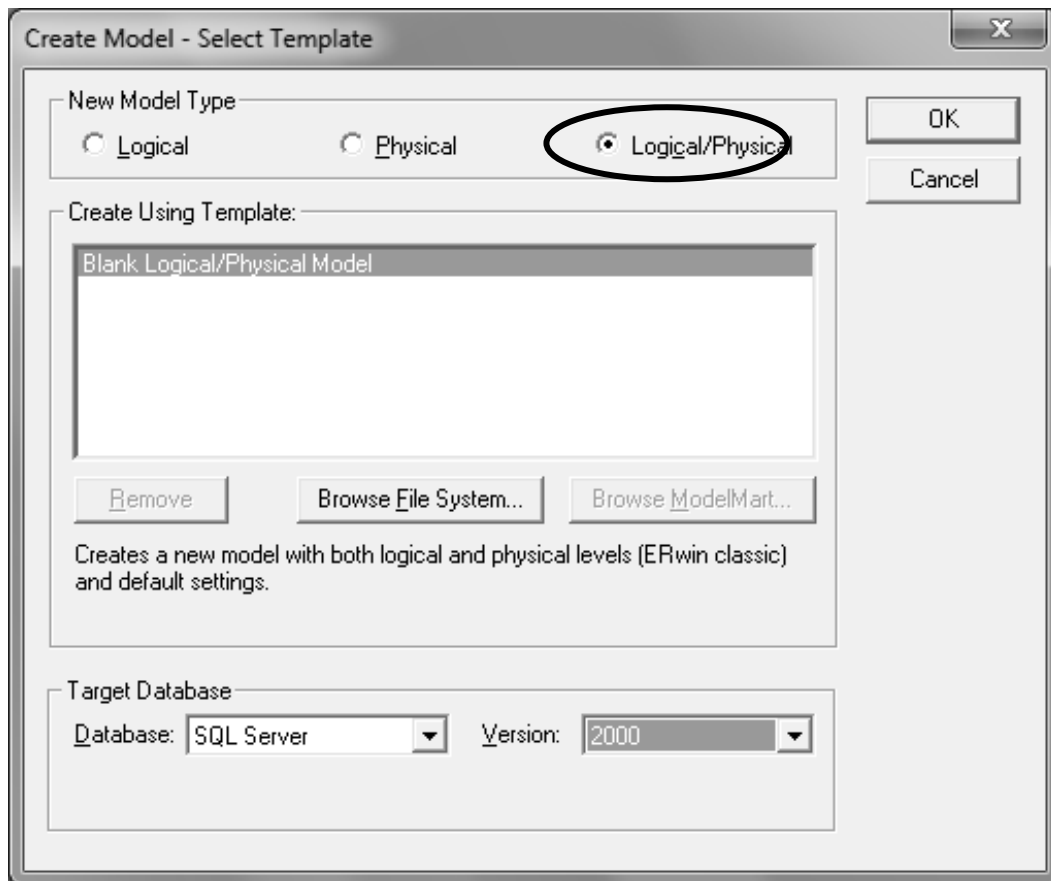 Create Model - Select Template
x
New Model Type
Logical Physical Logical/Physical
OK
Cancel
Create Using Template:
Blank Logical/Physical Model
Remove Browse File System... Browse ModelMart...
Creates a new model with both logical and physical levels (ERwin classic)
and default settings.
Target Database
Database: SQL Server Version: 2000